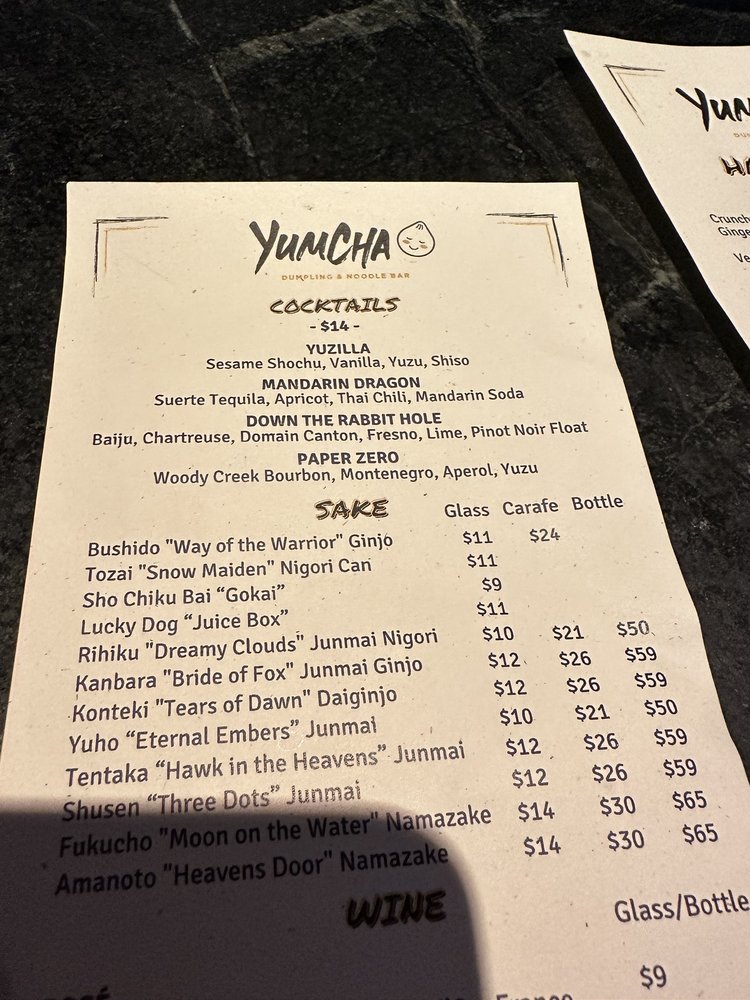 YUMCHA
DUMPLING & NOODLE BAR
COCKTAILS
- $14 -
YUZILLA
Sesame Shochu, Vanilla, Yuzu, Shiso
MANDARIN DRAGON
Suerte Tequila, Apricot, Thai Chili, Mandarin Soda
DOWN THE RABBIT HOLE
Baiju, Chartreuse, Domain Canton, Fresno, Lime, Pinot Noir Float
PAPER ZERO
Woody Creek Bourbon, Montenegro, Aperol, Yuzu
SAKE Glass Carafe Bottle
Bushido "Way of the Warrior" Ginjo $11 $24
Tozai "Snow Maiden" Nigori Can $11
Sho Chiku Bai “Gokai” $9
Lucky Dog “Juice Box” $11
Rihiku "Dreamy Clouds" Junmai Nigori $10 $21 $50
Kanbara "Bride of Fox" Junmai Ginjo $12 $26 $59
Konteki "Tears of Dawn" Daiginjo $12 $26 $59
Yuho “Eternal Embers” Junmai $10 $21 $50
Tentaka “Hawk in the Heavens” Junmai $12 $26 $59
Shusen “Three Dots” Junmai $12 $26 $59
Fukucho "Moon on the Water" Namazake $14 $30 $65
Amanoto "Heavens Door" Namazake $14 $30 $65
WINE Glass/Bottle
$9